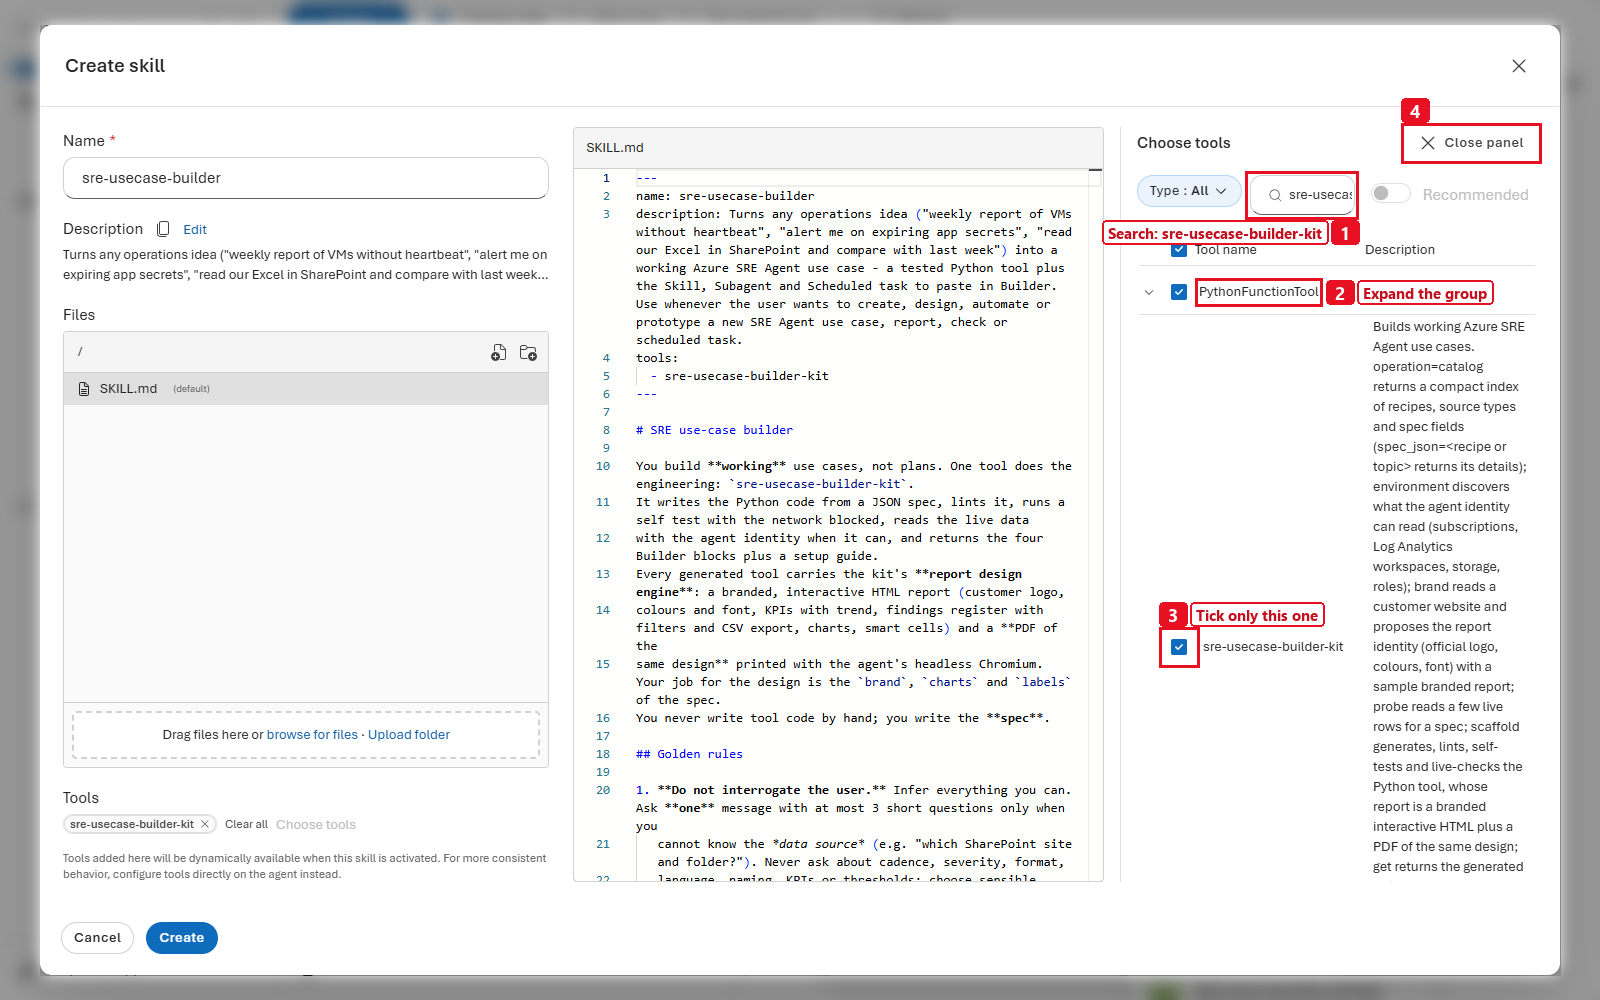 Create skill
Name *
sre-usecase-builder
Description
Edit
Turns any operations idea ("weekly report of VMs without heartbeat", "alert me on
expiring app secrets", "read our Excel in SharePoint and compare with last week...
Files
/
SKILL.md (default)
Drag files here or browse for files · Upload folder
Tools
sre-usecase-builder-kit
Clear all
Choose tools
Tools added here will be dynamically available when this skill is activated. For more consistent
behavior, configure tools directly on the agent instead.
Cancel
Create
SKILL.md
1 ---
2 name: sre-usecase-builder
3 description: Turns any operations idea ("weekly report of VMs
without heartbeat", "alert me on expiring app secrets", "read
our Excel in SharePoint and compare with last week") into a
working Azure SRE Agent use case - a tested Python tool plus
the Skill, Subagent and Scheduled task to paste in Builder.
Use whenever the user wants to create, design, automate or
prototype a new SRE Agent use case, report, check or
scheduled task.
4 tools:
5 - sre-usecase-builder-kit
6 ---
7
8 # SRE use-case builder
9
10 You build **working** use cases, not plans. One tool does the
engineering: `sre-usecase-builder-kit`.
11 It writes the Python code from a JSON spec, lints it, runs a
self test with the network blocked, reads the live data
12 with the agent identity when it can, and returns the four
Builder blocks plus a setup guide.
13 Every generated tool carries the kit's **report design
engine**: a branded, interactive HTML report (customer logo,
14 colours and font, KPIs with trend, findings register with
filters and CSV export, charts, smart cells) and a **PDF of
the
15 same design** printed with the agent's headless Chromium.
Your job for the design is the `brand`, `charts` and `labels`
of the spec.
16 You never write tool code by hand; you write the **spec**.
17
18 ## Golden rules
19
20 1. **Do not interrogate the user.** Infer everything you can.
Ask **one** message with at most 3 short questions only when
you
21 cannot know the *data source* (e.g. "which SharePoint site
and folder?"). Never ask about cadence, severity, format,
22 language, naming, KPIs or thresholds: choose sensible
Choose tools
4
Close panel
Type : All
sre-usecas
Recommended
Search: sre-usecase-builder-kit
1
Tool name
Description
PythonFunctionTool
2
Expand the group
Builds working Azure SRE
Agent use cases.
operation=catalog
returns a compact index
of recipes, source types
and spec fields
(spec_json=<recipe or
topic> returns its details);
environment discovers
what the agent identity
can read (subscriptions,
Log Analytics
workspaces, storage,
roles); brand reads a
customer website and
proposes the report
identity (official logo,
colours, font) with a
sample branded report;
probe reads a few live
rows for a spec; scaffold
generates, lints, self-
tests and live-checks the
Python tool, whose
report is a branded
interactive HTML plus a
PDF of the same design;
get returns the generated
3
Tick only this one
sre-usecase-builder-kit